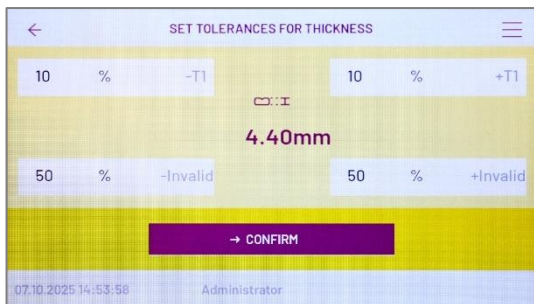 ← SET TOLERANCES FOR THICKNESS
10 % -T1
10 % +T1
4.40mm
50 % -Invalid
50 % +Invalid
→ CONFIRM
07.10.2025 14:53:58 Administrator